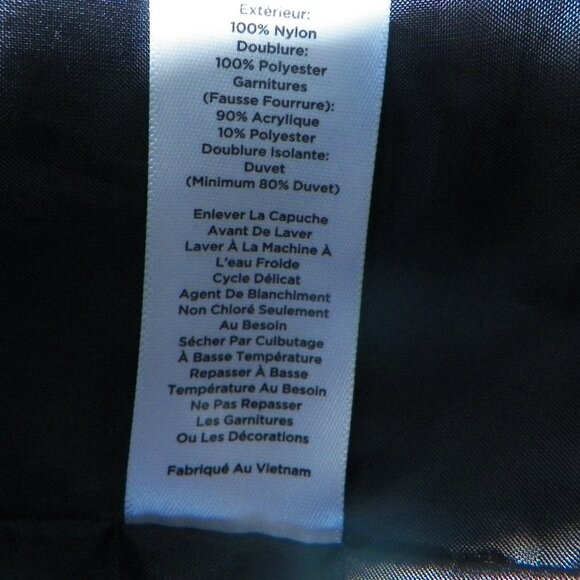 Extérieur:
100% Nylon
Doublure:
100% Polyester
Garnitures
(Fausse Fourrure):
90% Acrylique
10% Polyester
Doublure Isolante:
Duvet
(Minimum 80% Duvet)
Enlever La Capuche
Avant De Laver
Laver À La Machine À
L'eau Froide
Cycle Délicat
Agent De Blanchiment
Non Chloré Seulement
Au Besoin
Sécher Par Culbutage
À Basse Température
Repasser À Basse
Température Au Besoin
Ne Pas Repasser
Les Garnitures
Ou Les Décorations
Fabriqué Au Vietnam